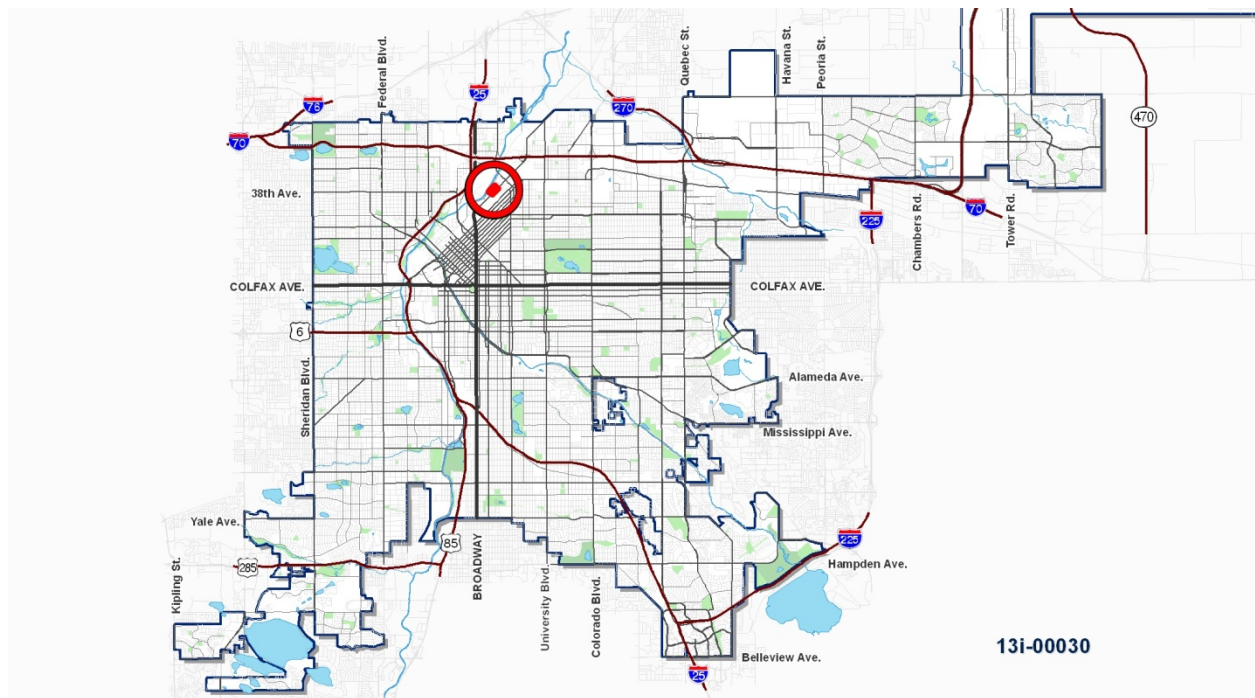 Federal Blvd.
Quebec St.
Havana St.
Peoria St.
76
25
270
70
470
38th Ave.
225
Chambers Rd.
70
Tower Rd.
COLFAX AVE.
COLFAX AVE.
6
Sheridan Blvd.
Alameda Ave.
Mississippi Ave.
Yale Ave.
85
225
285
Hampden Ave.
Kipling St.
BROADWAY
University Blvd.
Colorado Blvd.
13i-00030
Belleview Ave.
25